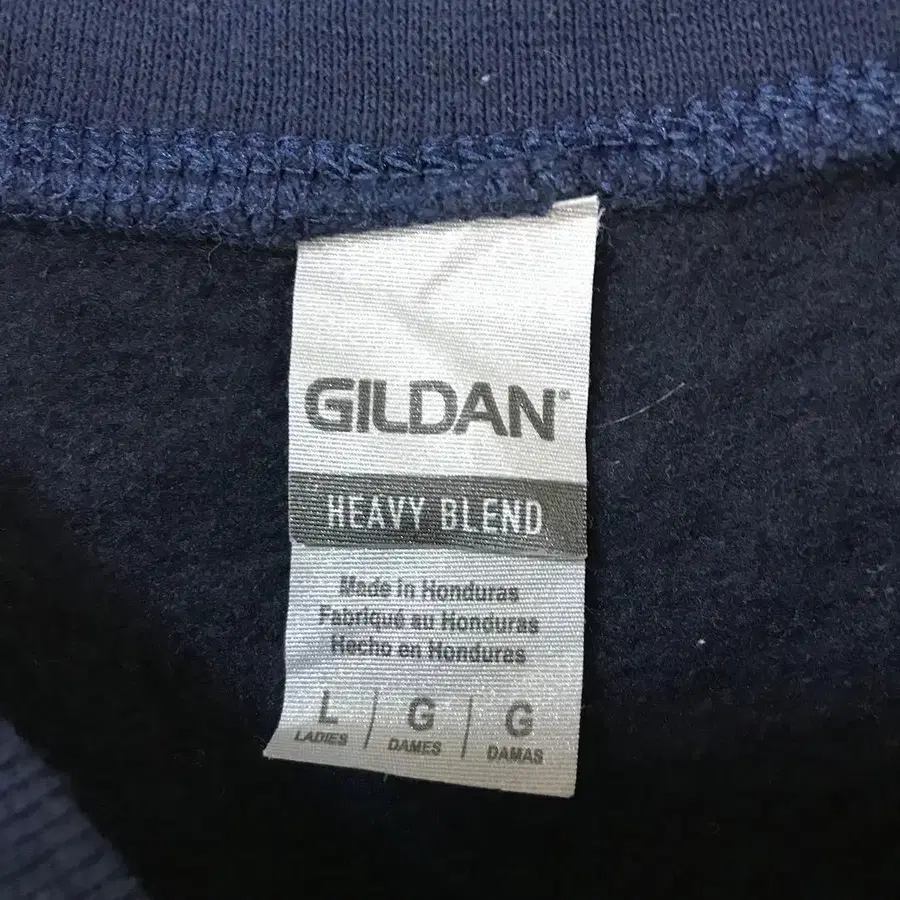 GILDAN
HEAVY BLEND
Made in Honduras
Fabriqué au Honduras
Hecho en Honduras
L | G | G
LADIES | DAMES | DAMAS